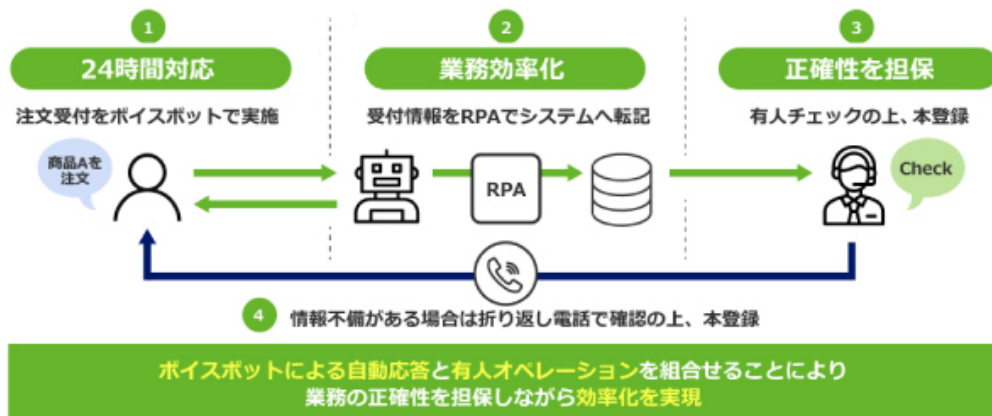 1
24時間対応
注文受付をボイスボットで実施
商品Aを
注文
2
業務効率化
受付情報をRPAでシステムへ転記
RPA
3
正確性を担保
有人チェックの上、本登録
Check
4 情報不備がある場合は折り返し電話で確認の上、本登録
ボイスボットによる自動応答と有人オペレーションを組合せることにより
業務の正確性を担保しながら効率化を実現